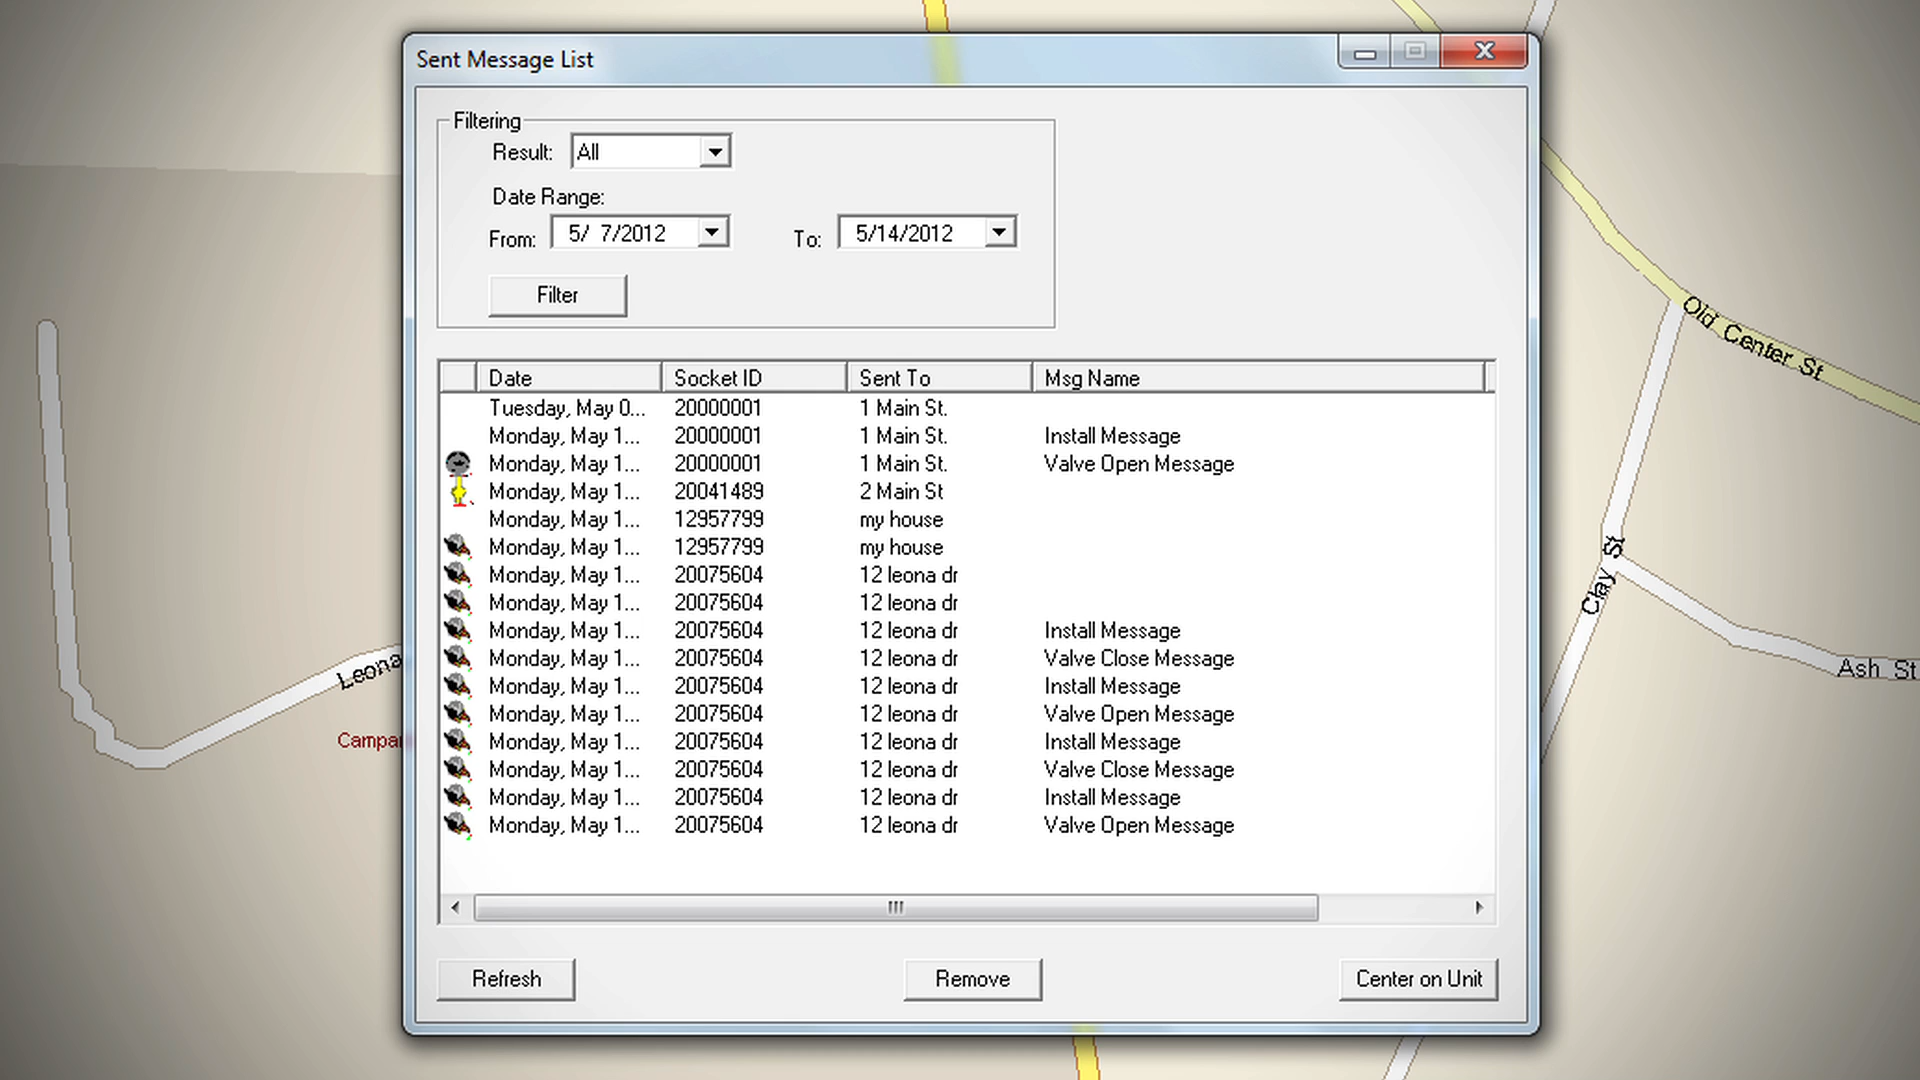 Sent Message List
Filtering
Result: All
Date Range:
From: 5/ 7/2012 To: 5/14/2012
Filter
Date Socket ID Sent To Msg Name
Tuesday, May 0... 20000001 1 Main St.
Monday, May 1... 20000001 1 Main St. Install Message
Monday, May 1... 20000001 1 Main St. Valve Open Message
Monday, May 1... 20041489 2 Main St
Monday, May 1... 12957799 my house
Monday, May 1... 12957799 my house
Monday, May 1... 20075604 12 leona dr
Monday, May 1... 20075604 12 leona dr
Monday, May 1... 20075604 12 leona dr Install Message
Monday, May 1... 20075604 12 leona dr Valve Close Message
Monday, May 1... 20075604 12 leona dr Install Message
Monday, May 1... 20075604 12 leona dr Valve Open Message
Monday, May 1... 20075604 12 leona dr Install Message
Monday, May 1... 20075604 12 leona dr Valve Close Message
Monday, May 1... 20075604 12 leona dr Install Message
Monday, May 1... 20075604 12 leona dr Valve Open Message
Refresh Remove Center on Unit
Old Center St
Clay St
Ash St
Leona
Campar